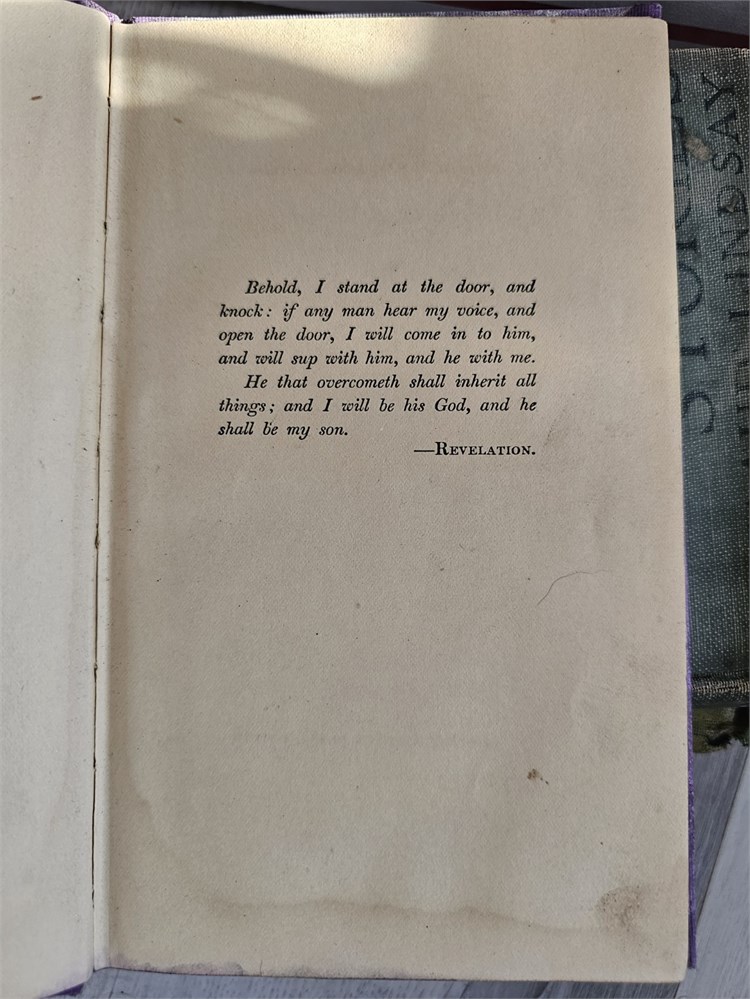 Behold, I stand at the door, and
knock: if any man hear my voice, and
open the door, I will come in to him,
and will sup with him, and he with me.
He that overcometh shall inherit all
things; and I will be his God, and he
shall be my son.
—REVELATION.
STORIES
LINDSAY